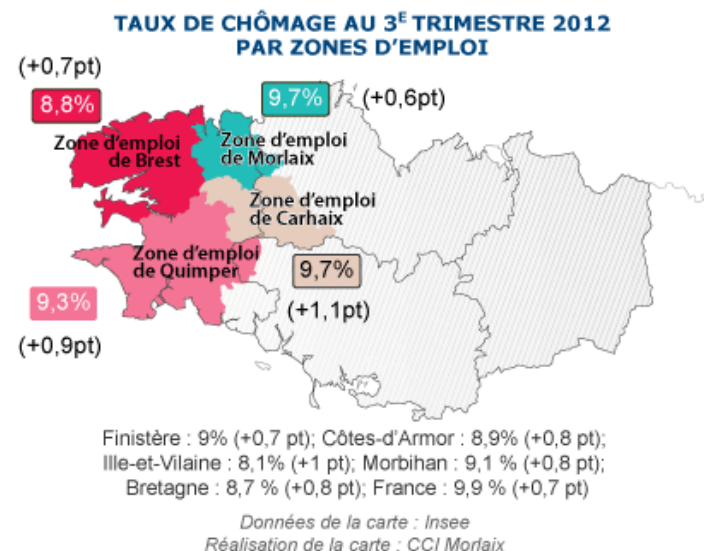 TAUX DE CHÔMAGE AU 3E TRIMESTRE 2012
PAR ZONES D'EMPLOI
(+0,7pt)
8,8%
9,7%
(+0,6pt)
Zone d'emploi
de Brest
Zone d'emploi
de Morlaix
Zone d'emploi
de Carhaix
Zone d'emploi
de Quimper
9,7%
(+1,1pt)
9,3%
(+0,9pt)
Finistère : 9% (+0,7 pt); Côtes-d'Armor : 8,9% (+0,8 pt);
Ille-et-Vilaine : 8,1% (+1 pt); Morbihan : 9,1 % (+0,8 pt);
Bretagne : 8,7 % (+0,8 pt); France : 9,9 % (+0,7 pt)
Données de la carte : Insee
Réalisation de la carte : CCI Morlaix